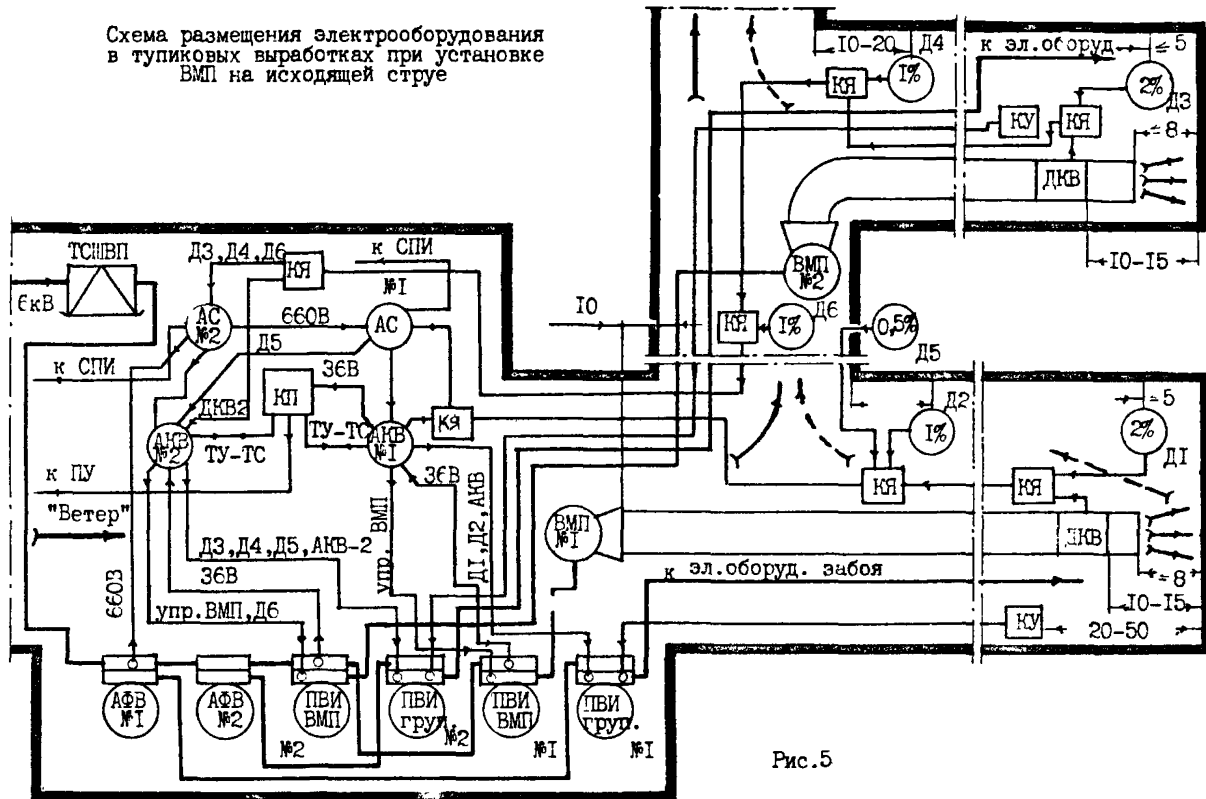 Схема размещения электрооборудования
в тупиковых выработках при установке
ВМП на исходящей струе
10-20
Д4
к эл.оборуд
≤ 5
1%
КЯ
2%
Д3
КУ
КЯ
= 8
ДКВ
10-15
ТСШВП
6кВ
Д3,Д4,Д6
КЯ
к СПИ
№1
АС
№2
660В
АС
Д5
к СПИ
ДКВ2
КП
36В
АКВ
№2
ТУ-ТС
ТУ-ТС
АКВ
№1
КЯ
36В
к ПУ
"Ветер"
10
ВМП
№2
Д6
КЯ
1%
0,5%
Д5
Д2
1%
= 5
2%
Д1
КЯ
КЯ
ВМП
№1
ДКВ
= 8
10-15
к эл.оборуд. забоя
КУ
20-50
660В
Д3,Д4,Д5,АКВ-2
36В
упр.ВМП,Д6
упр. ВМП
Д1,Д2,АКВ
АФВ
№1
АФВ
№2
ПВИ
ВМП
№2
ПВИ
груп.
№2
ПВИ
ВМП
№1
ПВИ
груп.
№1
Рис.5